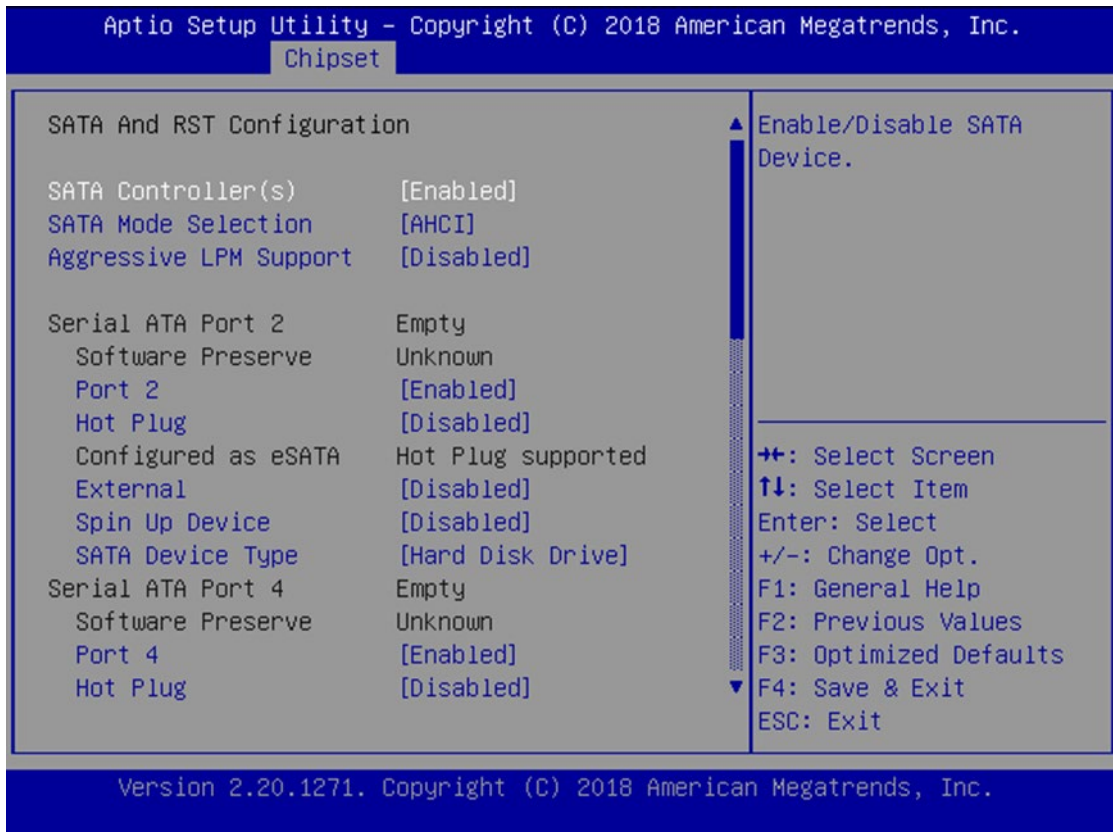 Aptio Setup Utility – Copyright (C) 2018 American Megatrends, Inc.
Chipset
SATA And RST Configuration
SATA Controller(s) [Enabled]
SATA Mode Selection [AHCI]
Aggressive LPM Support [Disabled]
Serial ATA Port 2 Empty
Software Preserve Unknown
Port 2 [Enabled]
Hot Plug [Disabled]
Configured as eSATA Hot Plug supported
External [Disabled]
Spin Up Device [Disabled]
SATA Device Type [Hard Disk Drive]
Serial ATA Port 4 Empty
Software Preserve Unknown
Port 4 [Enabled]
Hot Plug [Disabled]
Enable/Disable SATA
Device.
→←: Select Screen
↑↓: Select Item
Enter: Select
+/-: Change Opt.
F1: General Help
F2: Previous Values
F3: Optimized Defaults
F4: Save & Exit
ESC: Exit
Version 2.20.1271. Copyright (C) 2018 American Megatrends, Inc.